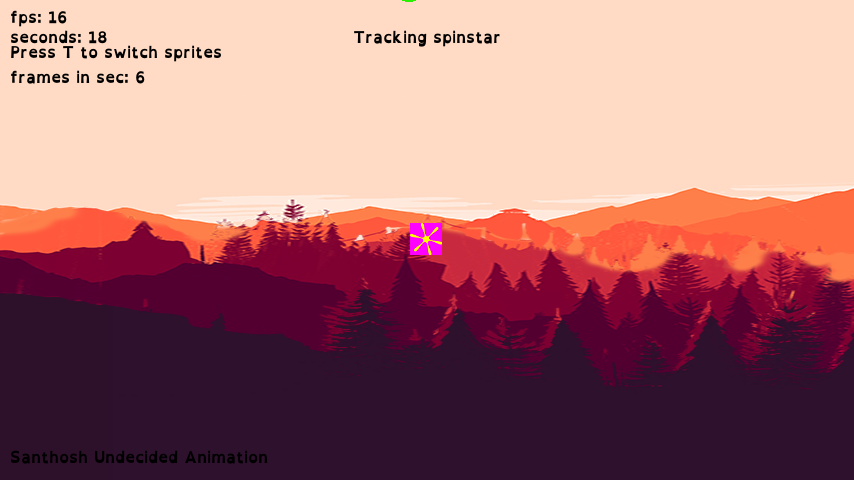 fps: 16
seconds: 18
Tracking spinstar
Press T to switch sprites
frames in sec: 6
Santhosh Undecided Animation